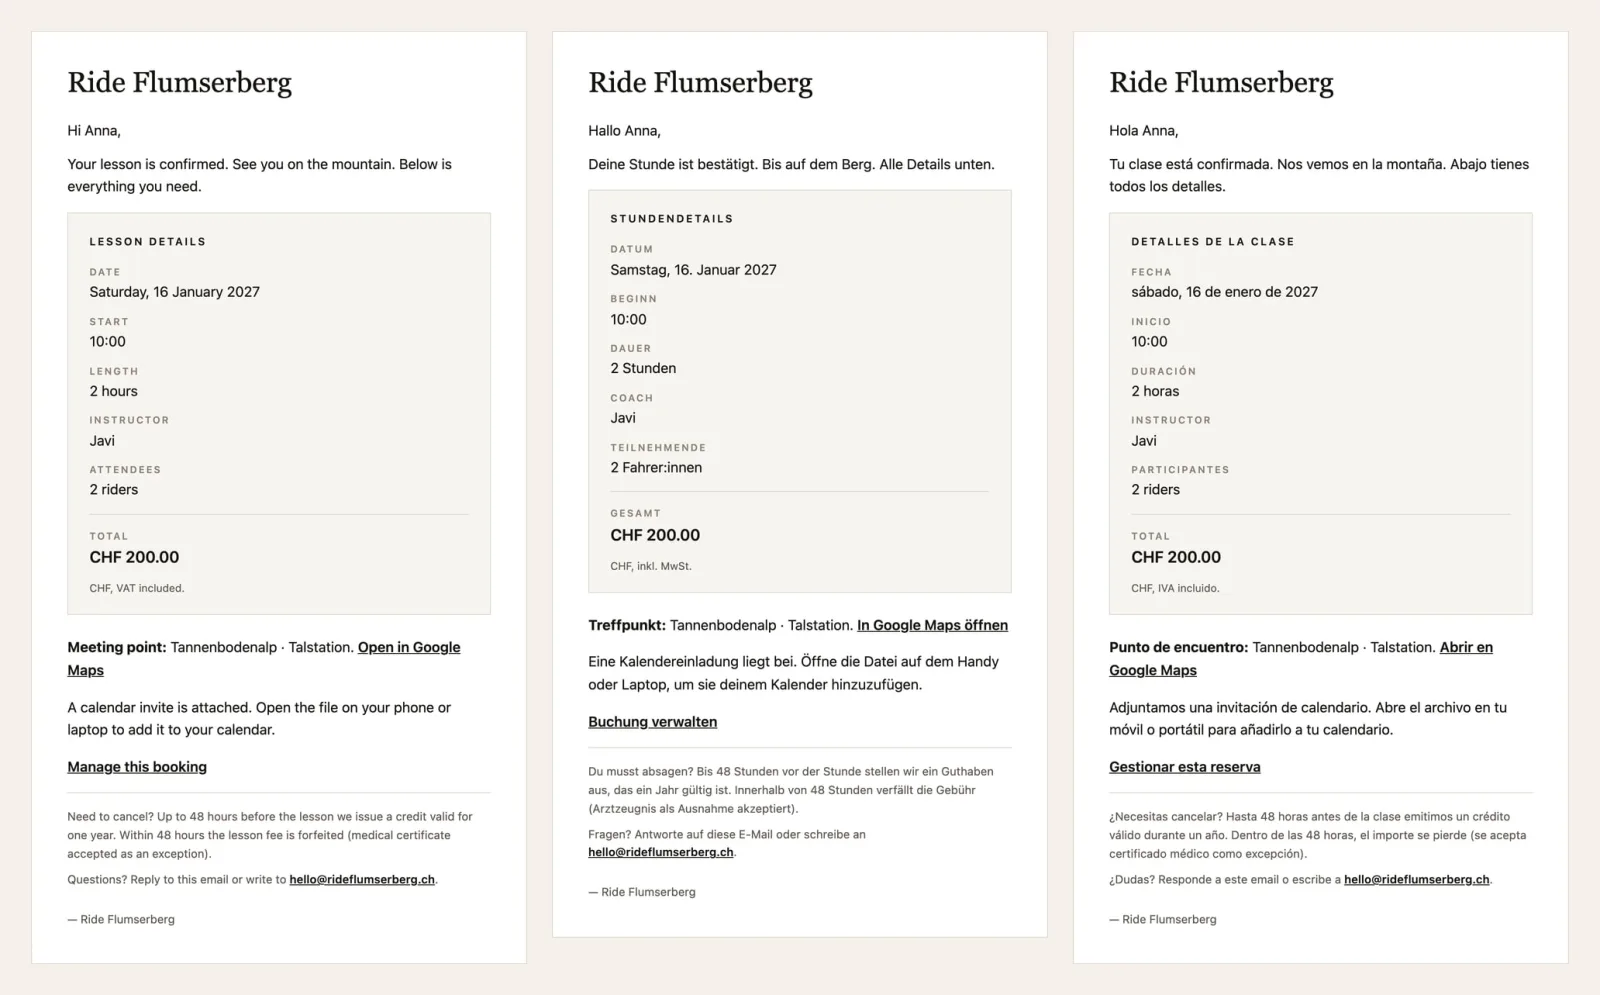 Ride Flumserberg
Hi Anna,
Your lesson is confirmed. See you on the mountain. Below is
everything you need.
LESSON DETAILS
DATE
Saturday, 16 January 2027
START
10:00
LENGTH
2 hours
INSTRUCTOR
Javi
ATTENDEES
2 riders
TOTAL
CHF 200.00
CHF, VAT included.
Meeting point: Tannenbodenalp · Talstation. Open in Google
Maps
A calendar invite is attached. Open the file on your phone or
laptop to add it to your calendar.
Manage this booking
Need to cancel? Up to 48 hours before the lesson we issue a credit valid for
one year. Within 48 hours the lesson fee is forfeited (medical certificate
accepted as an exception).
Questions? Reply to this email or write to hello@rideflumserberg.ch.
— Ride Flumserberg
Ride Flumserberg
Hallo Anna,
Deine Stunde ist bestätigt. Bis auf dem Berg. Alle Details unten.
STUNDENDETAILS
DATUM
Samstag, 16. Januar 2027
BEGINN
10:00
DAUER
2 Stunden
COACH
Javi
TEILNEHMENDE
2 Fahrer:innen
GESAMT
CHF 200.00
CHF, inkl. MwSt.
Treffpunkt: Tannenbodenalp · Talstation. In Google Maps öffnen
Eine Kalendereinladung liegt bei. Öffne die Datei auf dem Handy
oder Laptop, um sie deinem Kalender hinzuzufügen.
Buchung verwalten
Du musst absagen? Bis 48 Stunden vor der Stunde stellen wir ein Guthaben
aus, das ein Jahr gültig ist. Innerhalb von 48 Stunden verfällt die Gebühr
(Arztzeugnis als Ausnahme akzeptiert).
Fragen? Antworte auf diese E-Mail oder schreibe an
hello@rideflumserberg.ch.
— Ride Flumserberg
Ride Flumserberg
Hola Anna,
Tu clase está confirmada. Nos vemos en la montaña. Abajo tienes
todos los detalles.
DETALLES DE LA CLASE
FECHA
sábado, 16 de enero de 2027
INICIO
10:00
DURACIÓN
2 horas
INSTRUCTOR
Javi
PARTICIPANTES
2 riders
TOTAL
CHF 200.00
CHF, IVA incluido.
Punto de encuentro: Tannenbodenalp · Talstation. Abrir en
Google Maps
Adjuntamos una invitación de calendario. Abre el archivo en tu
móvil o portátil para añadirlo a tu calendario.
Gestionar esta reserva
¿Necesitas cancelar? Hasta 48 horas antes de la clase emitimos un crédito
válido durante un año. Dentro de las 48 horas, el importe se pierde (se acepta
certificado médico como excepción).
¿Dudas? Responde a este email o escribe a hello@rideflumserberg.ch.
— Ride Flumserberg